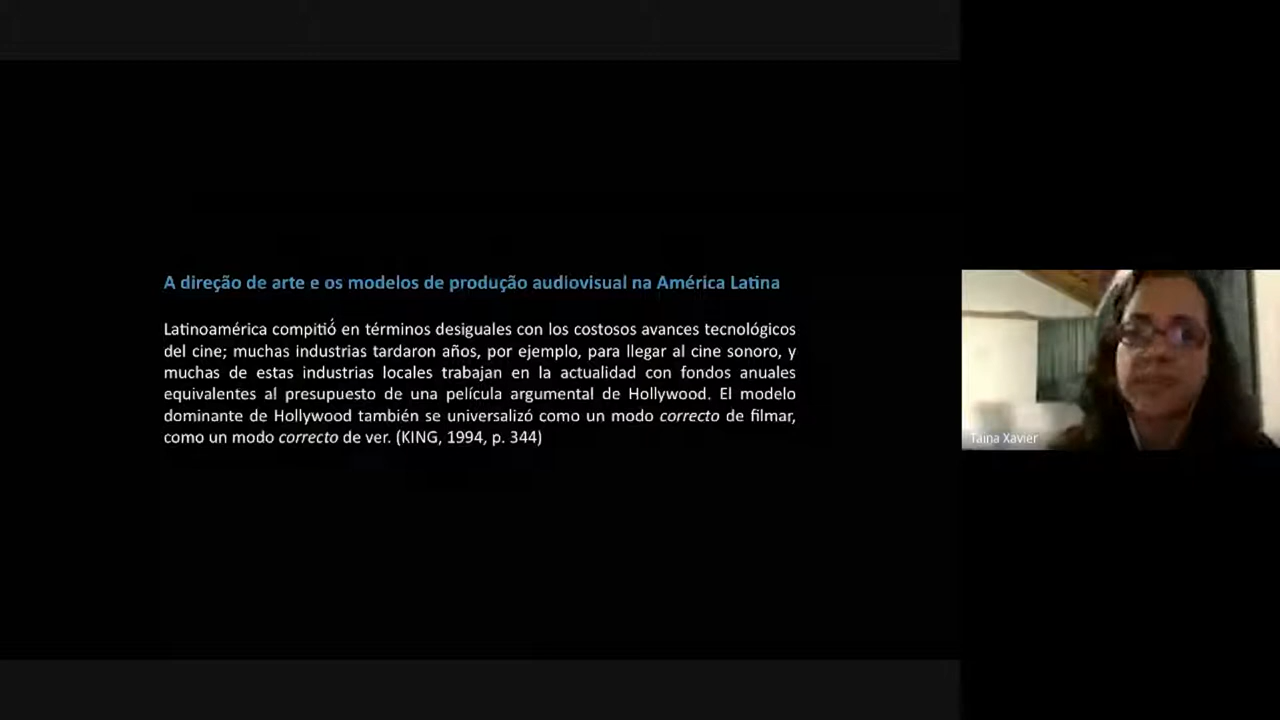 A direção de arte e os modelos de produção audiovisual na América Latina
Latinoamérica compitió en términos desiguales con los costosos avances tecnológicos
del cine; muchas industrias tardaron años, por ejemplo, para llegar al cine sonoro, y
muchas de estas industrias locales trabajan en la actualidad con fondos anuales
equivalentes al presupuesto de una película argumental de Hollywood. El modelo
dominante de Hollywood también se universalizó como un modo correcto de filmar,
como un modo correcto de ver. (KING, 1994, p. 344)
Taina Xavier